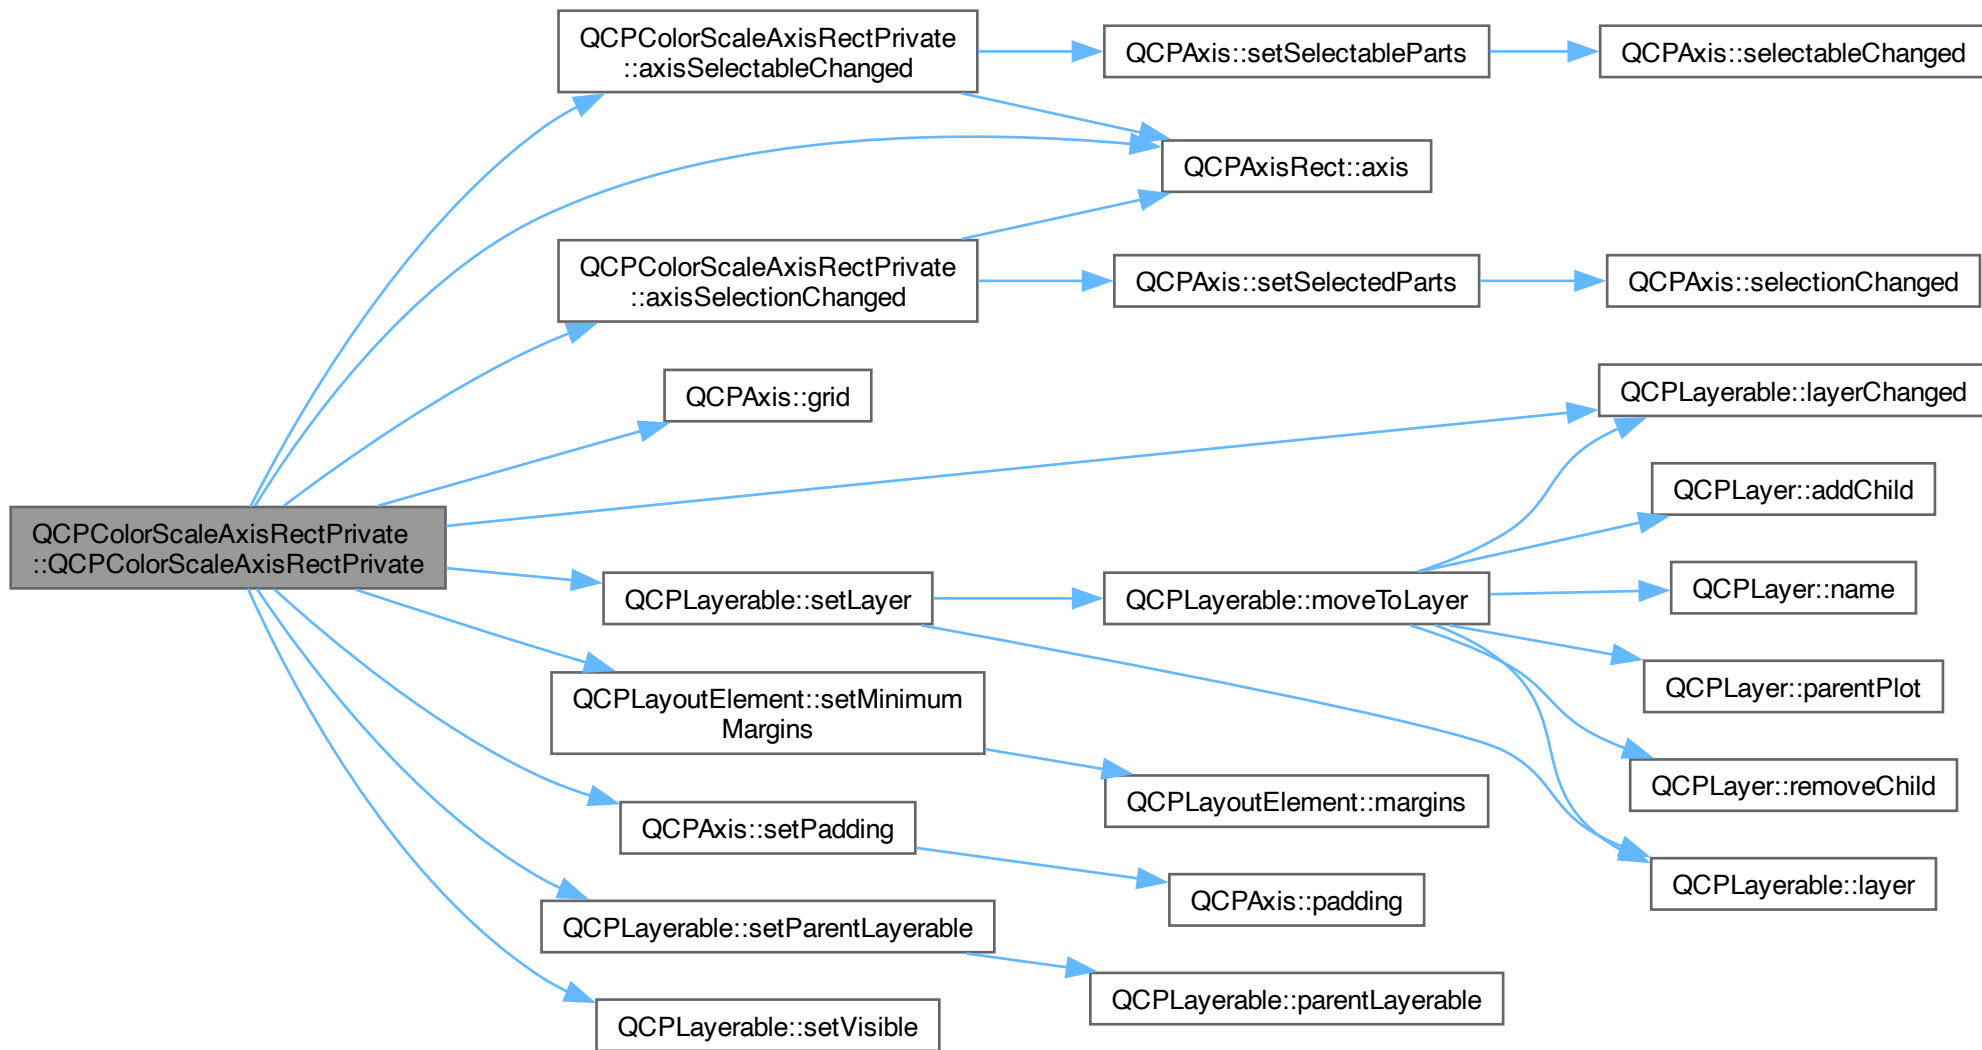 QCPColorScaleAxisRectPrivate
::QCPColorScaleAxisRectPrivate
QCPColorScaleAxisRectPrivate
::axisSelectableChanged
QCPAxis::setSelectableParts
QCPAxis::selectableChanged
QCPAxisRect::axis
QCPColorScaleAxisRectPrivate
::axisSelectionChanged
QCPAxis::setSelectedParts
QCPAxis::selectionChanged
QCPAxis::grid
QCPLayerable::layerChanged
QCPLayerable::setLayer
QCPLayerable::moveToLayer
QCPLayer::addChild
QCPLayer::name
QCPLayer::parentPlot
QCPLayer::removeChild
QCPLayerable::layer
QCPLayoutElement::setMinimum
Margins
QCPLayoutElement::margins
QCPAxis::setPadding
QCPAxis::padding
QCPLayerable::setParentLayerable
QCPLayerable::parentLayerable
QCPLayerable::setVisible